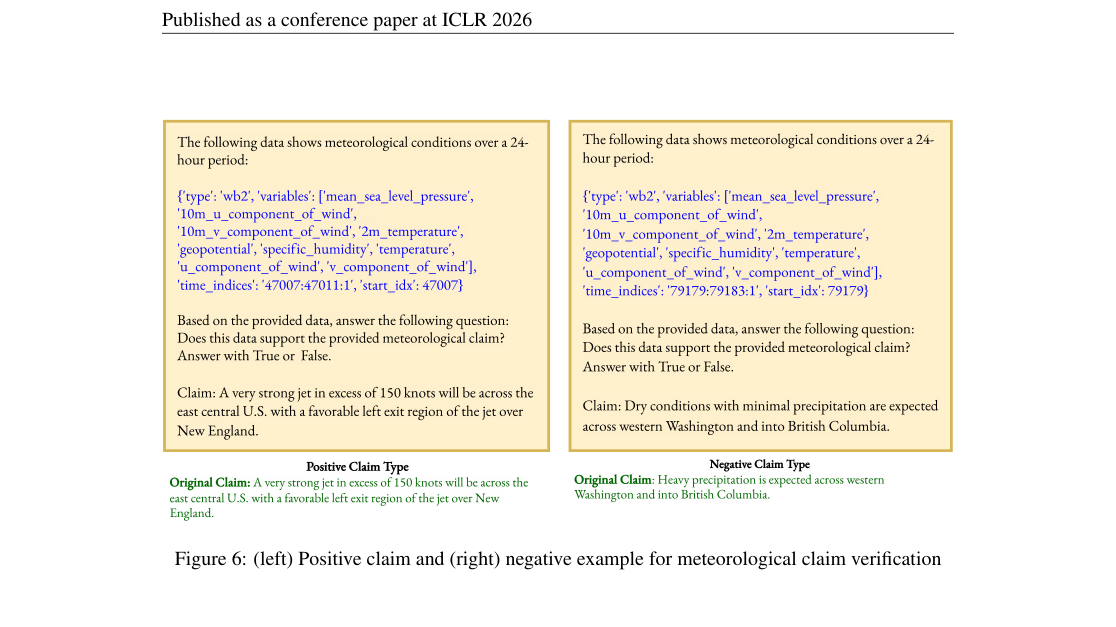 Published as a conference paper at ICLR 2026
The following data shows meteorological conditions over a 24-
hour period:
{'type': 'wb2', 'variables': ['mean_sea_level_pressure',
'10m_u_component_of_wind',
'10m_v_component_of_wind', '2m_temperature',
'geopotential', 'specific_humidity', 'temperature',
'u_component_of_wind', 'v_component_of_wind'],
'time_indices': '47007:47011:1', 'start_idx': 47007}
Based on the provided data, answer the following question:
Does this data support the provided meteorological claim?
Answer with True or False.
Claim: A very strong jet in excess of 150 knots will be across the
east central U.S. with a favorable left exit region of the jet over
New England.
Positive Claim Type
Original Claim: A very strong jet in excess of 150 knots will be across the
east central U.S. with a favorable left exit region of the jet over New
England.
The following data shows meteorological conditions over a 24-
hour period:
{'type': 'wb2', 'variables': ['mean_sea_level_pressure',
'10m_u_component_of_wind',
'10m_v_component_of_wind', '2m_temperature',
'geopotential', 'specific_humidity', 'temperature',
'u_component_of_wind', 'v_component_of_wind'],
'time_indices': '79179:79183:1', 'start_idx': 79179}
Based on the provided data, answer the following question:
Does this data support the provided meteorological claim?
Answer with True or False.
Claim: Dry conditions with minimal precipitation are expected
across western Washington and into British Columbia.
Negative Claim Type
Original Claim: Heavy precipitation is expected across western
Washington and into British Columbia.
Figure 6: (left) Positive claim and (right) negative example for meteorological claim verification